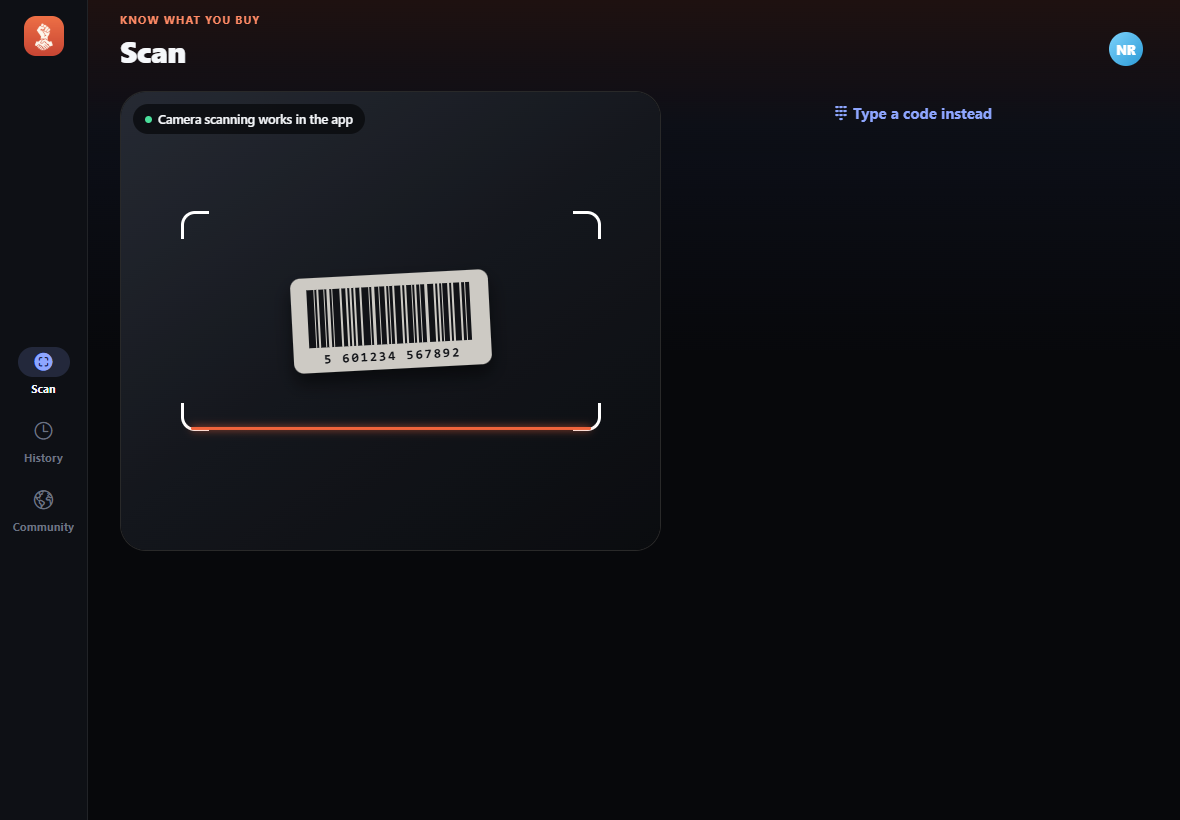 KNOW WHAT YOU BUY
Scan
NR
Camera scanning works in the app
Type a code instead
5 601234 567892
Scan
History
Community